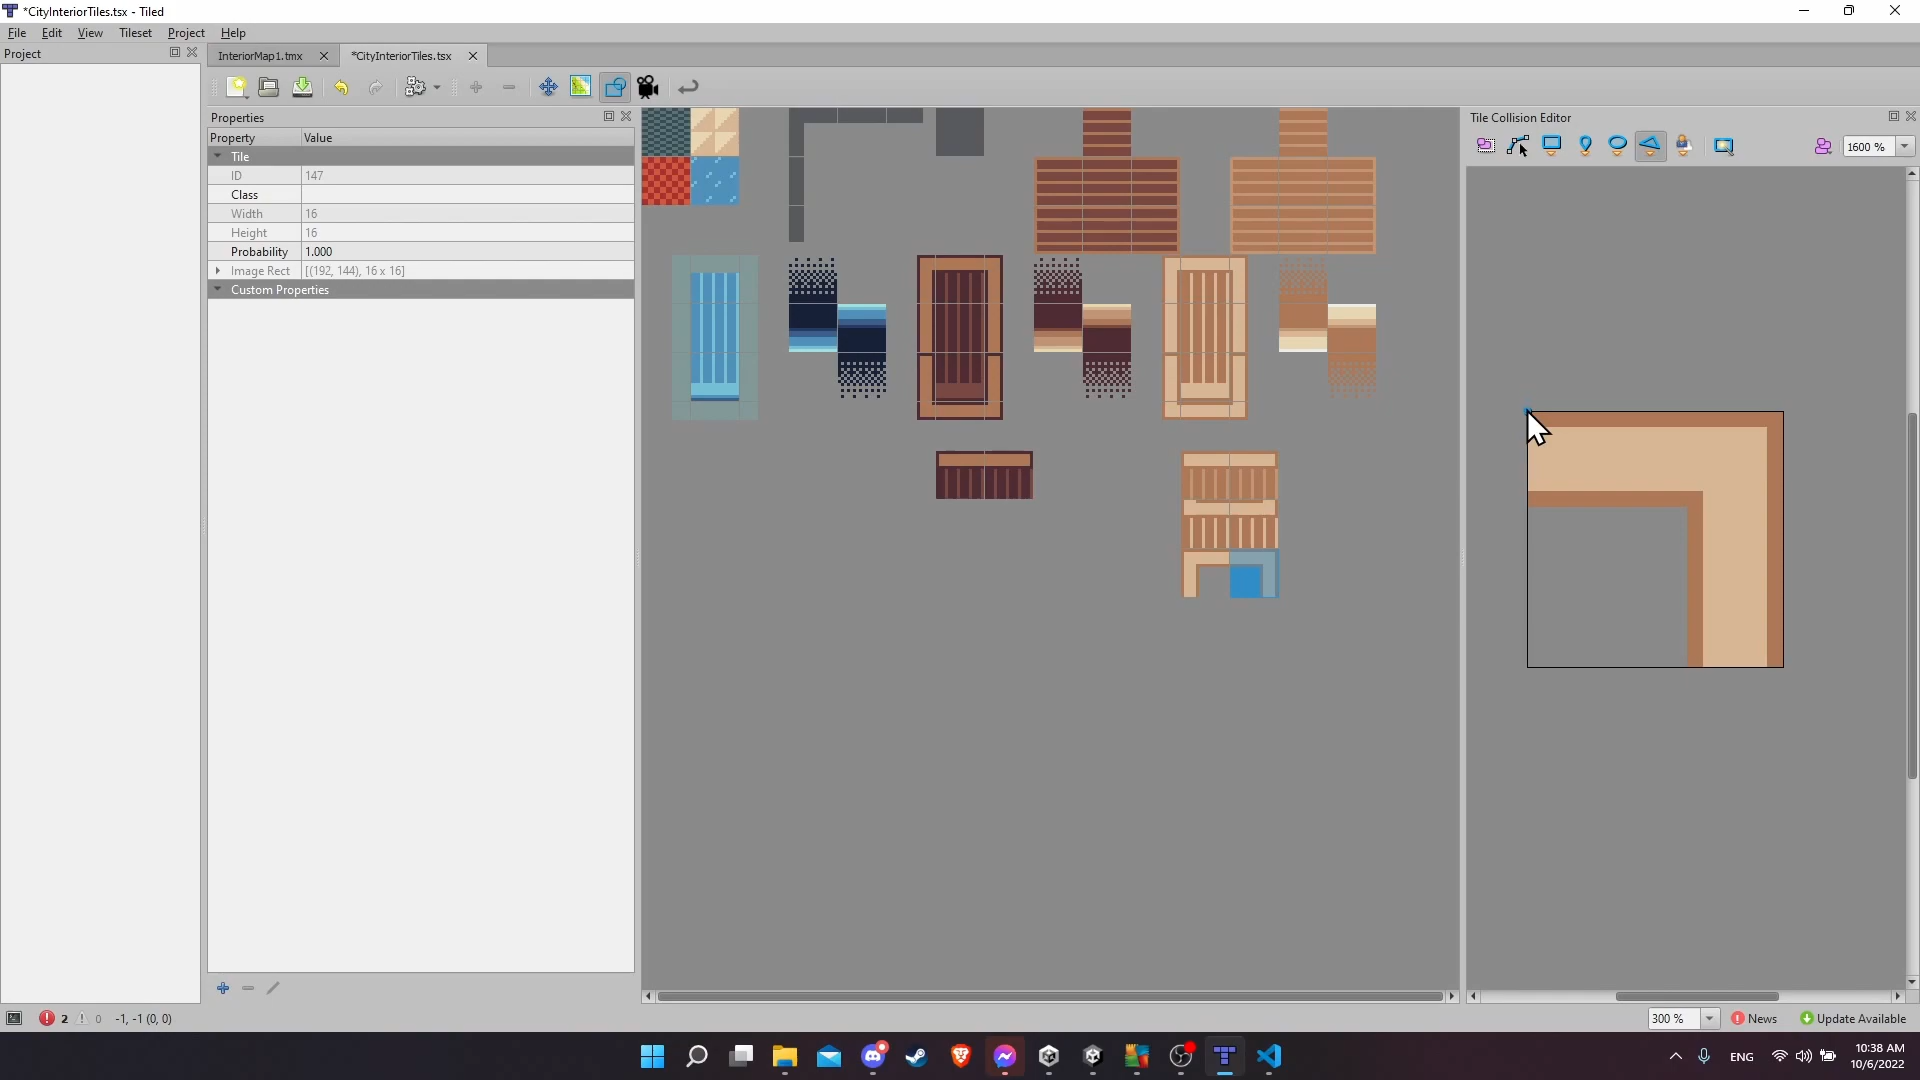 *CityInteriorTiles.tsx - Tiled
File Edit View Tileset Project Help
Project
InteriorMap1.tmx
*CityInteriorTiles.tsx
Properties
Property Value
Tile
ID 147
Class
Width 16
Height 16
Probability 1.000
Image Rect [(192, 144), 16 x 16]
Custom Properties
Tile Collision Editor
1600 %
2 0 -1, -1 (0, 0)
300 %
News
Update Available
ENG
10:38 AM
10/6/2022